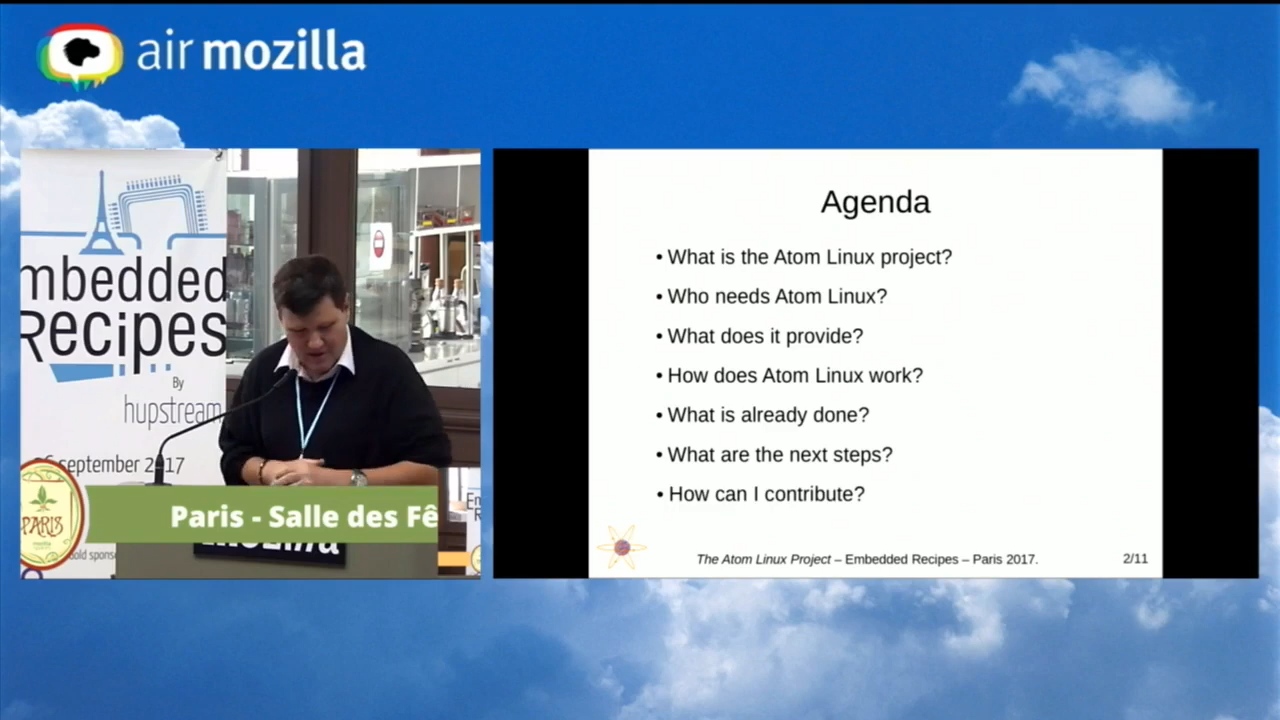 air mozilla
mbedded
Recipes
By
hupstream
september 2017
PARIS
mozilla
Paris - Salle des Fê
mozilla
Agenda
• What is the Atom Linux project?
• Who needs Atom Linux?
• What does it provide?
• How does Atom Linux work?
• What is already done?
• What are the next steps?
• How can I contribute?
The Atom Linux Project – Embedded Recipes – Paris 2017.
2/11